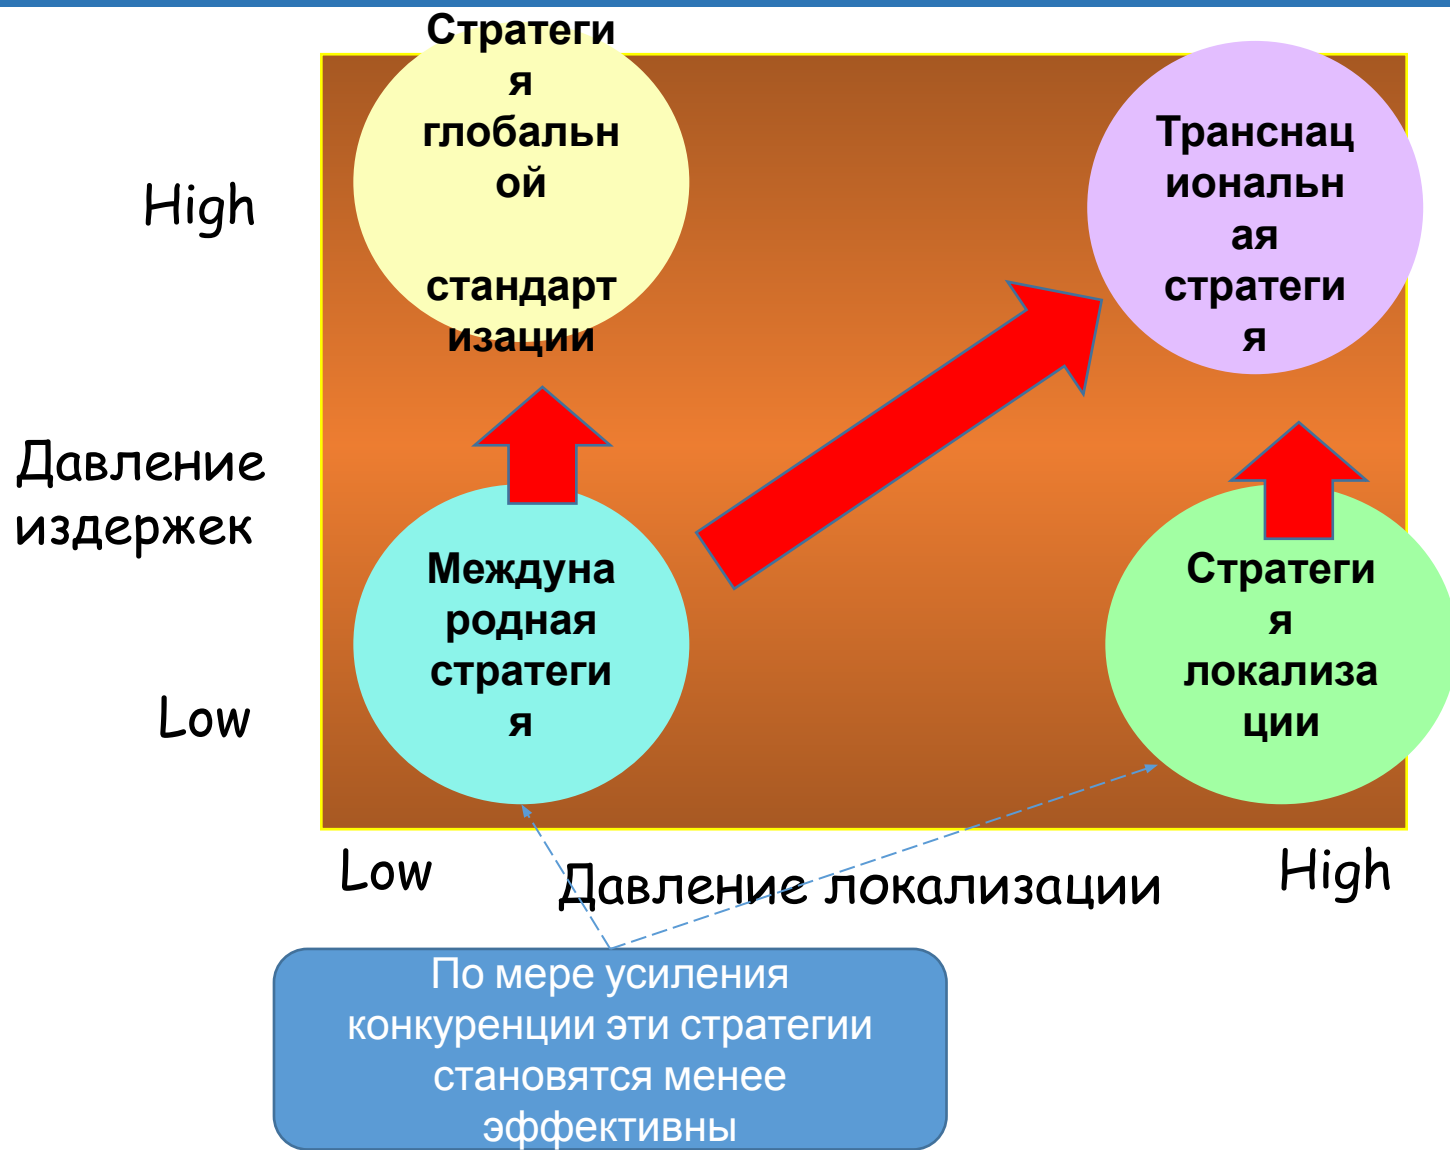 Стратеги
я
глобальн
ой
стандарт
изации
Транснац
иональн
ая
стратеги
я
High
Давление
издержек
Междуна
родная
стратеги
я
Стратеги
я
локализа
ции
Low
Low
Давление локализации
High
По мере усиления
конкуренции эти стратегии
становятся менее
эффективны